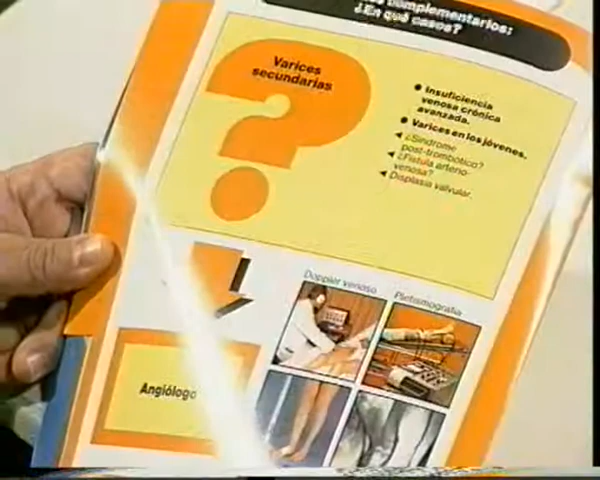 complementarios:
¿En qué casos?
Varices
secundarias
● Insuficiencia
venosa crónica
avanzada.
● Varices en los jóvenes.
◄ ¿Síndrome
post-trombótico?
◄ ¿Fístula arterio-
venosa?
◄ Displasia valvular.
?
Doppler venoso
Pletismografía
Angiólogo